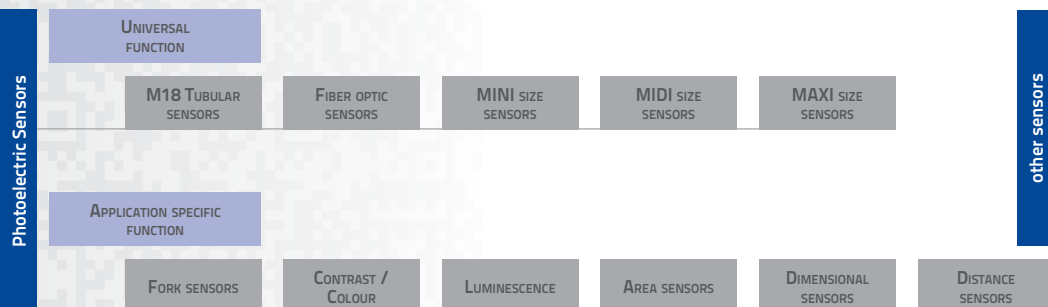 Photoelectric Sensors
Universal
function
M18 Tubular
sensors
Fiber optic
sensors
MINI size
sensors
MIDI size
sensors
MAXI size
sensors
Application specific
function
Fork sensors
Contrast /
Colour
Luminescence
Area sensors
Dimensional
sensors
Distance
sensors
other sensors